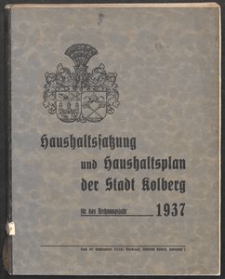 Haushaltssatzung
und Haushaltsplan
der Stadt Kolberg
für das Rechnungsjahr 1937